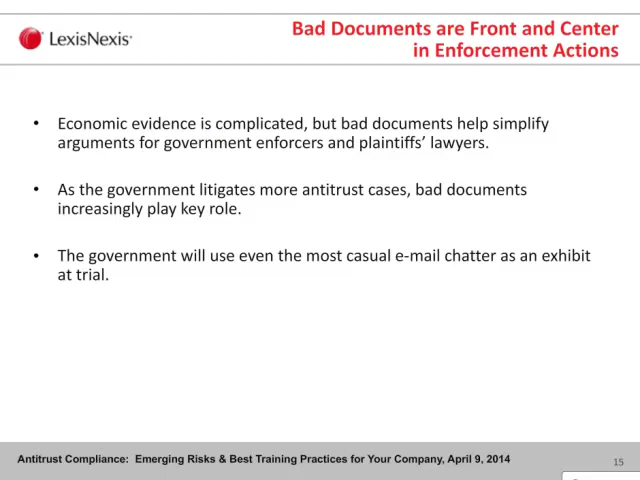 LexisNexis®
Bad Documents are Front and Center
in Enforcement Actions
• Economic evidence is complicated, but bad documents help simplify
arguments for government enforcers and plaintiffs’ lawyers.
• As the government litigates more antitrust cases, bad documents
increasingly play key role.
• The government will use even the most casual e-mail chatter as an exhibit
at trial.
Antitrust Compliance: Emerging Risks & Best Training Practices for Your Company, April 9, 2014
15